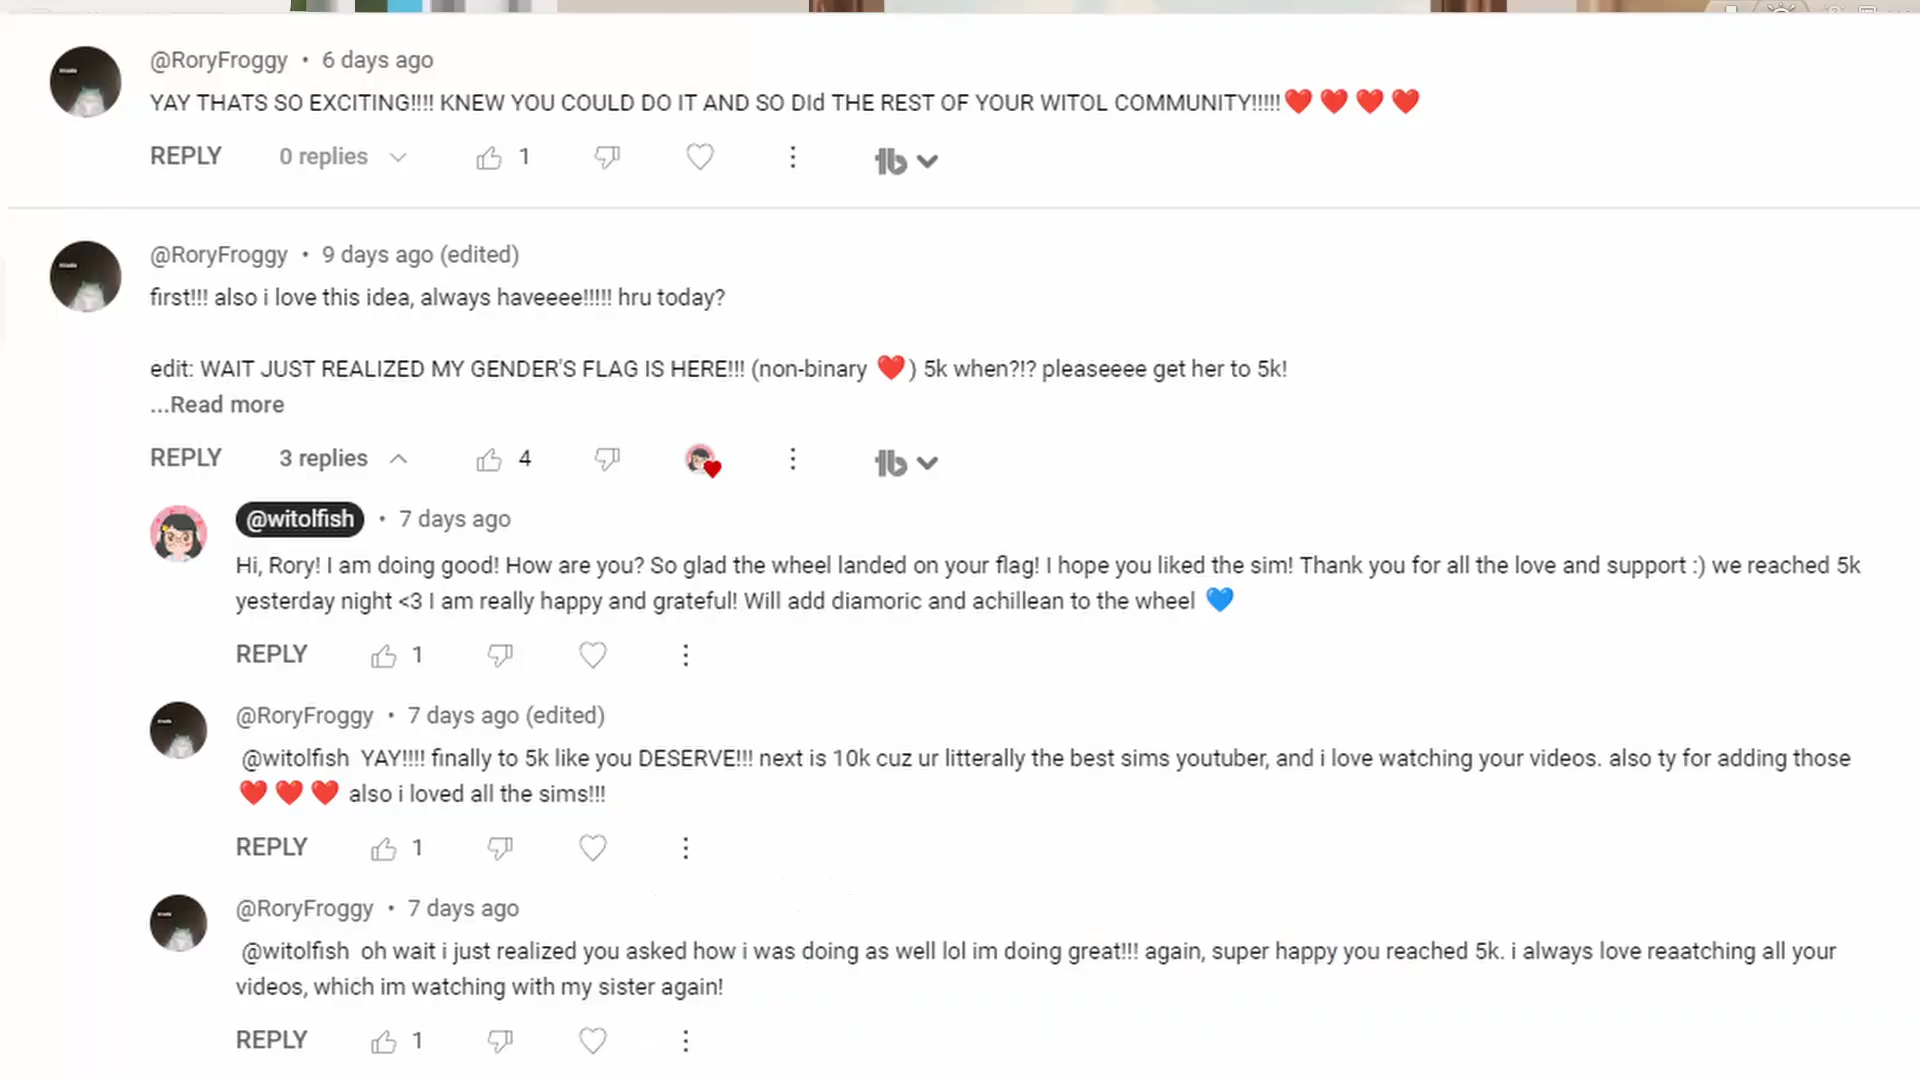 @RoryFroggy • 6 days ago
YAY THATS SO EXCITING!!!! KNEW YOU COULD DO IT AND SO DId THE REST OF YOUR WITOL COMMUNITY!!!!!❤️ ❤️ ❤️ ❤️
REPLY 0 replies 1
@RoryFroggy • 9 days ago (edited)
first!!! also i love this idea, always haveeee!!!!! hru today?
edit: WAIT JUST REALIZED MY GENDER'S FLAG IS HERE!!! (non-binary ❤️ ) 5k when?!? pleaseeee get her to 5k!
...Read more
REPLY 3 replies 4
@witolfish • 7 days ago
Hi, Rory! I am doing good! How are you? So glad the wheel landed on your flag! I hope you liked the sim! Thank you for all the love and support :) we reached 5k
yesterday night <3 I am really happy and grateful! Will add diamoric and achillean to the wheel 💙
REPLY 1
@RoryFroggy • 7 days ago (edited)
@witolfish YAY!!!! finally to 5k like you DESERVE!!! next is 10k cuz ur litterally the best sims youtuber, and i love watching your videos. also ty for adding those
❤️ ❤️ ❤️ also i loved all the sims!!!
REPLY 1
@RoryFroggy • 7 days ago
@witolfish oh wait i just realized you asked how i was doing as well lol im doing great!!! again, super happy you reached 5k. i always love reaatching all your
videos, which im watching with my sister again!
REPLY 1